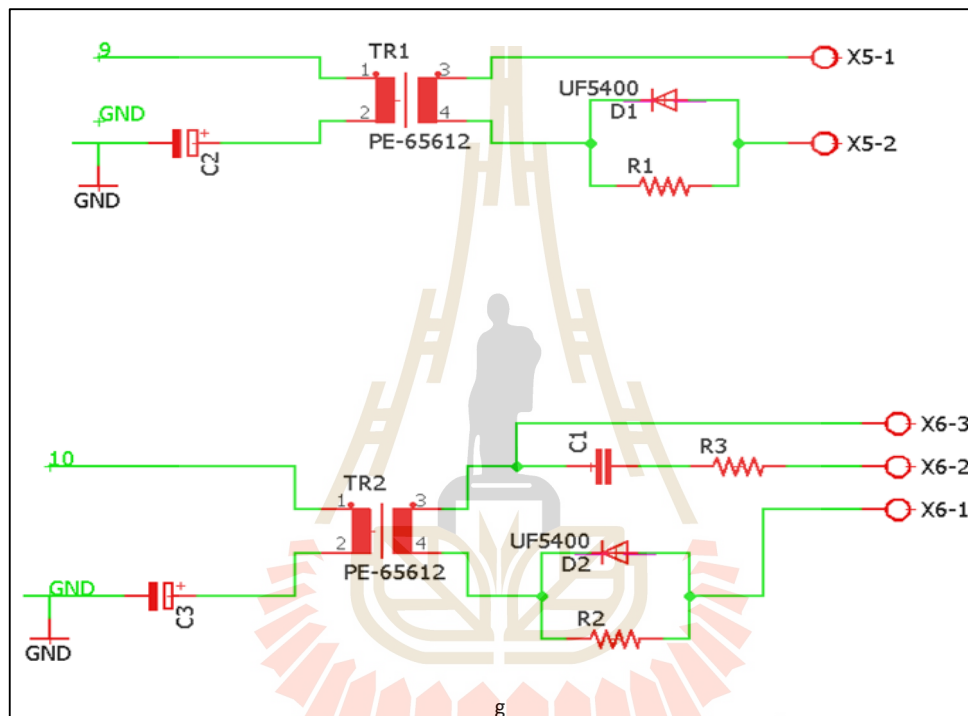 9
TR1
1
3
X5-1
UF5400
D1
GND
2
4
PE-65612
C2
X5-2
R1
GND
X6-3
C1
R3
X6-2
10
TR2
1
3
X6-1
UF5400
D2
2
4
PE-65612
GND
C3
R2
GND
g